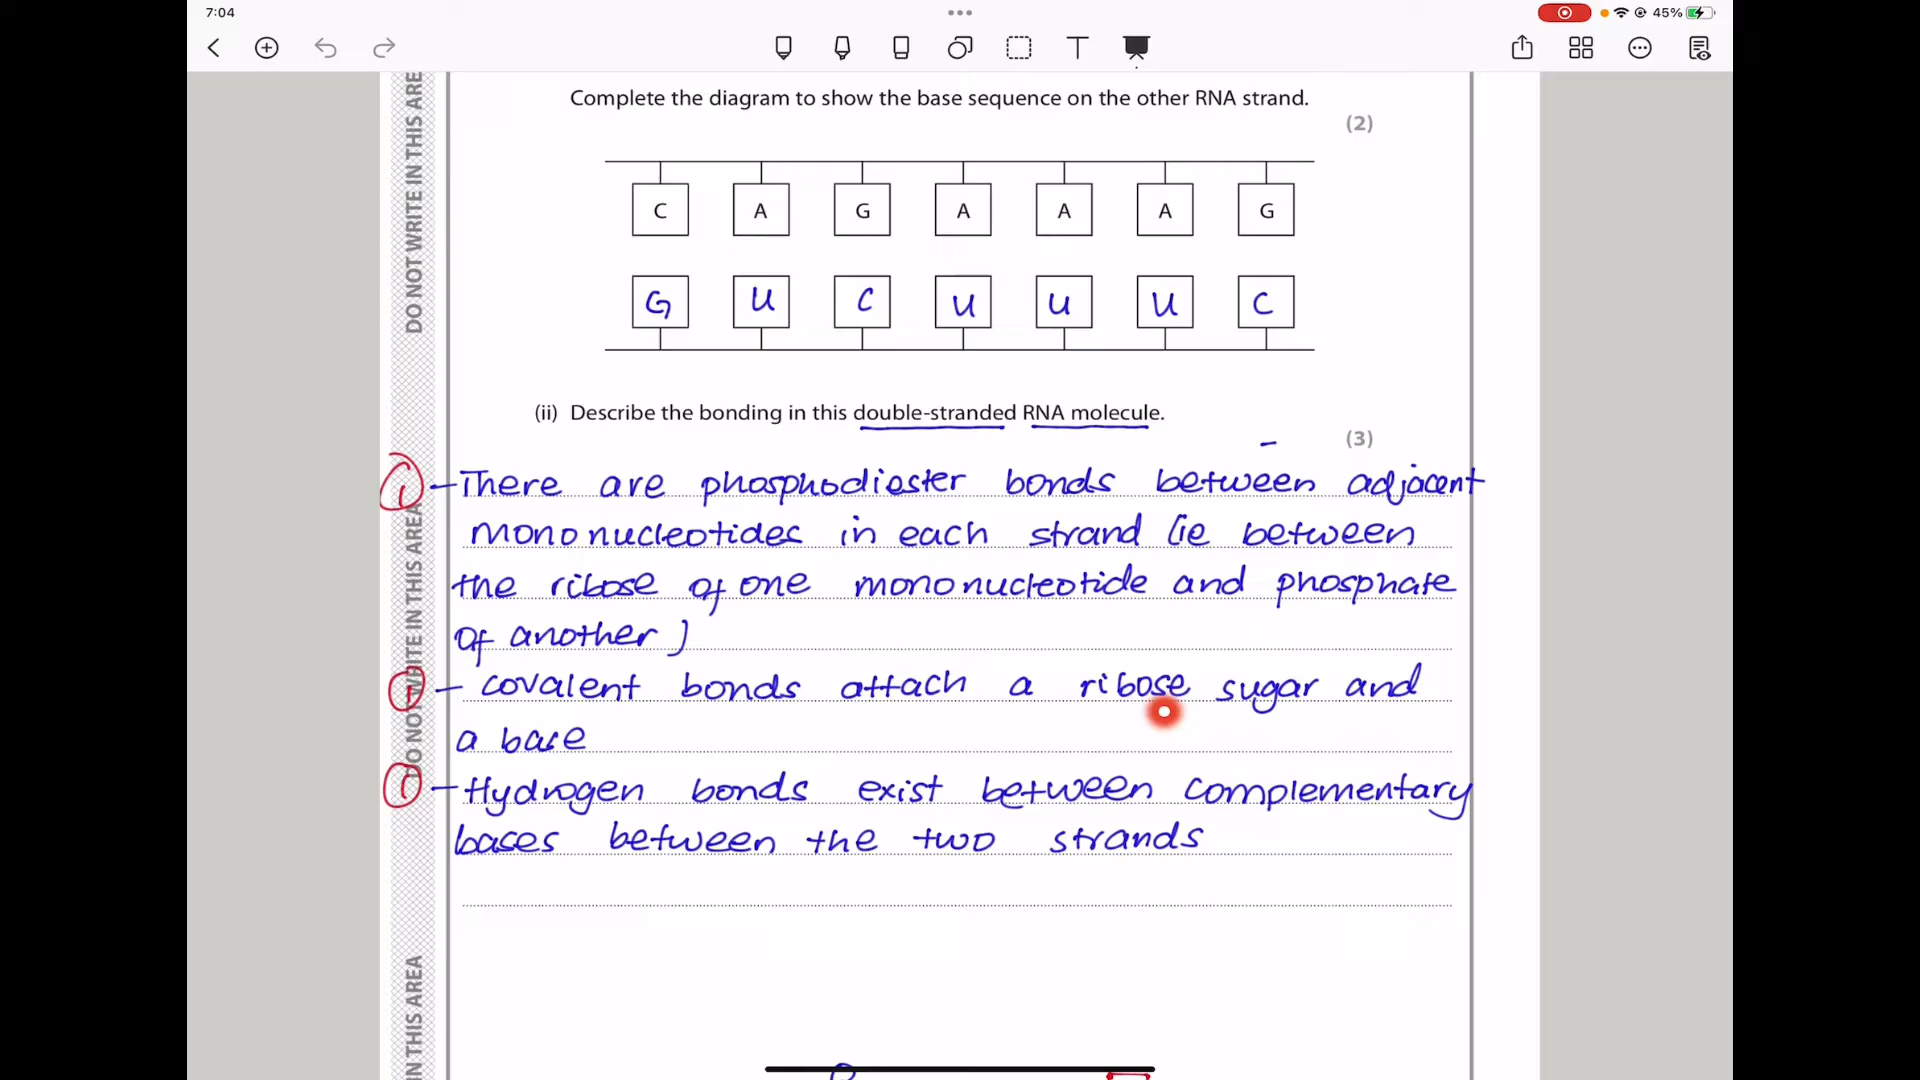 7:04
45%
Complete the diagram to show the base sequence on the other RNA strand.
(2)
C A G A A A G
G U C U U U C
(ii) Describe the bonding in this double-stranded RNA molecule.
(3)
1 - There are phosphodiester bonds between adjacent
mononucleotides in each strand (ie between
the ribose of one mononucleotide and phosphate
of another)
1 - covalent bonds attach a ribose sugar and
a base
1 - Hydrogen bonds exist between complementary
bases between the two strands
DO NOT WRITE IN THIS ARE
DO NOT WRITE IN THIS AREA
IN THIS AREA